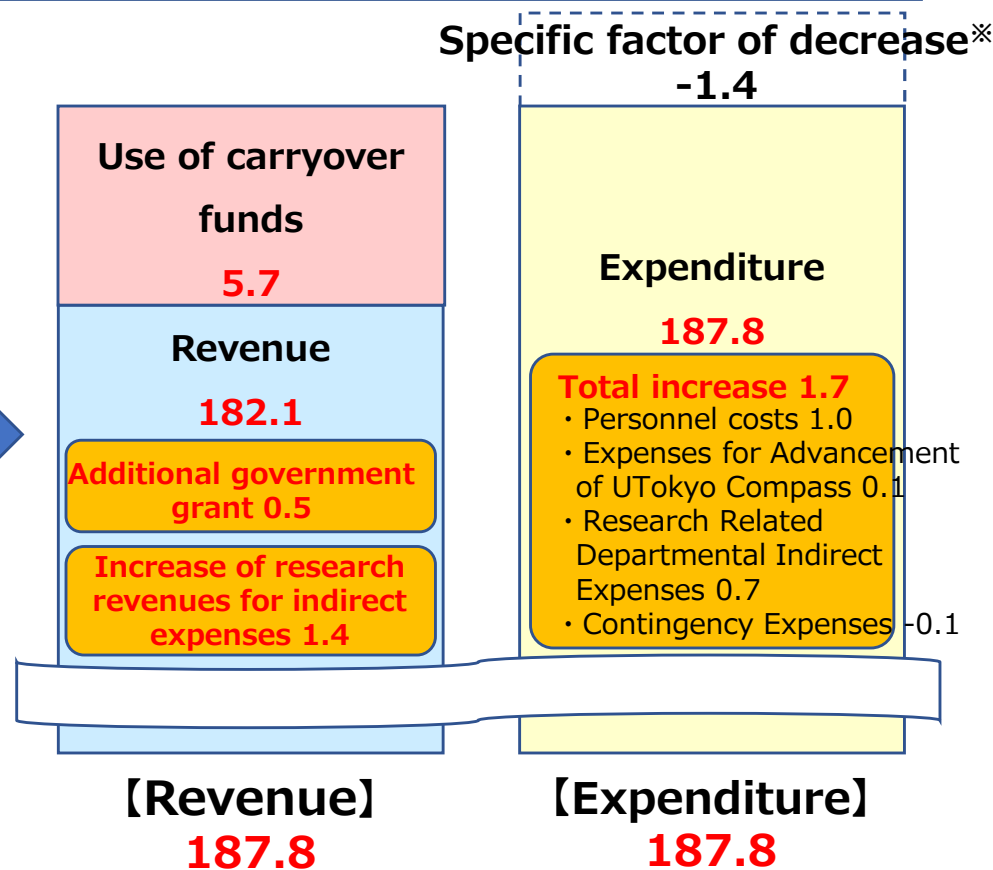 Specific factor of decrease※
-1.4
Use of carryover
funds
5.7
Revenue
182.1
Additional government
grant 0.5
Increase of research
revenues for indirect
expenses 1.4
Expenditure
187.8
Total increase 1.7
・Personnel costs 1.0
・Expenses for Advancement
of UTokyo Compass 0.1
・Research Related
Departmental Indirect
Expenses 0.7
・Contingency Expenses -0.1
【Revenue】
187.8
【Expenditure】
187.8